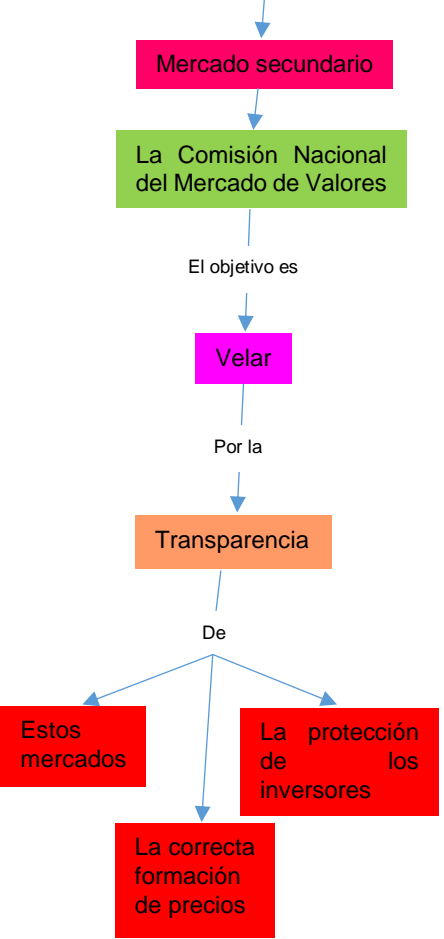 Mercado secundario
La Comisión Nacional
del Mercado de Valores
El objetivo es
Velar
Por la
Transparencia
De
Estos
mercados
La protección
de los
inversores
La correcta
formación
de precios